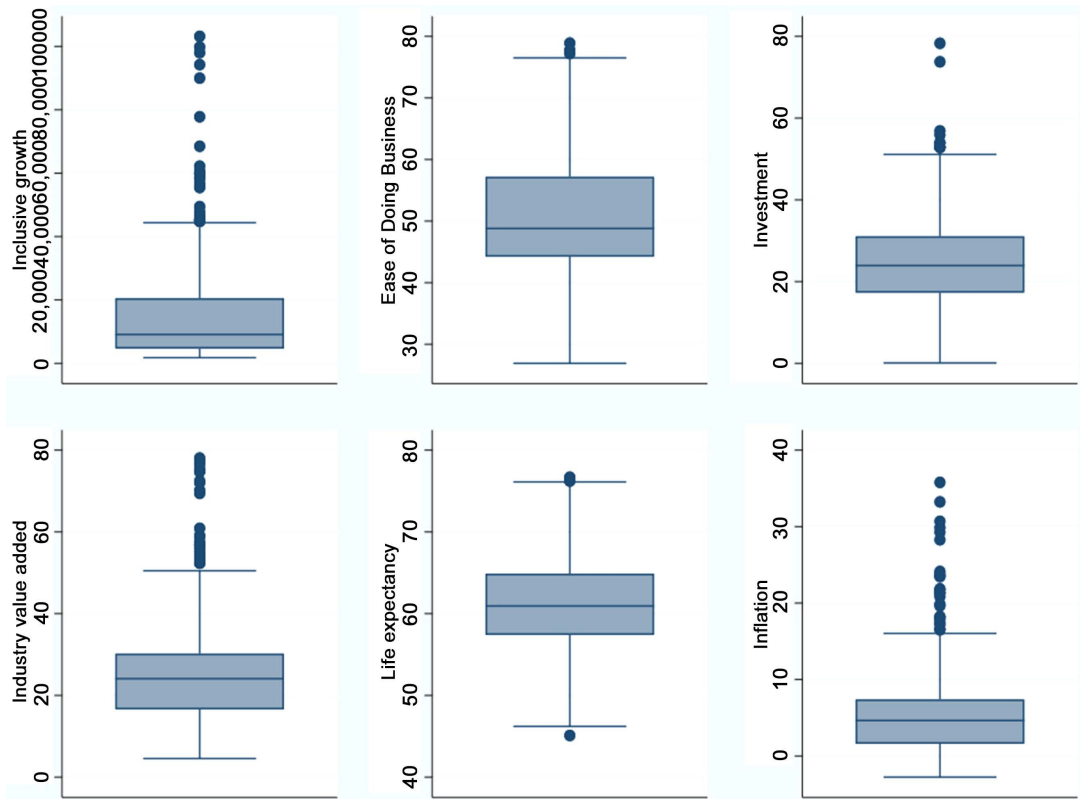 Inclusive growth
0 20,00040,00060,00080,000100000
Ease of Doing Business
30 40 50 60 70 80
Investment
0 20 40 60 80
Industry value added
0 20 40 60 80
Life expectancy
40 50 60 70 80
Inflation
0 10 20 30 40